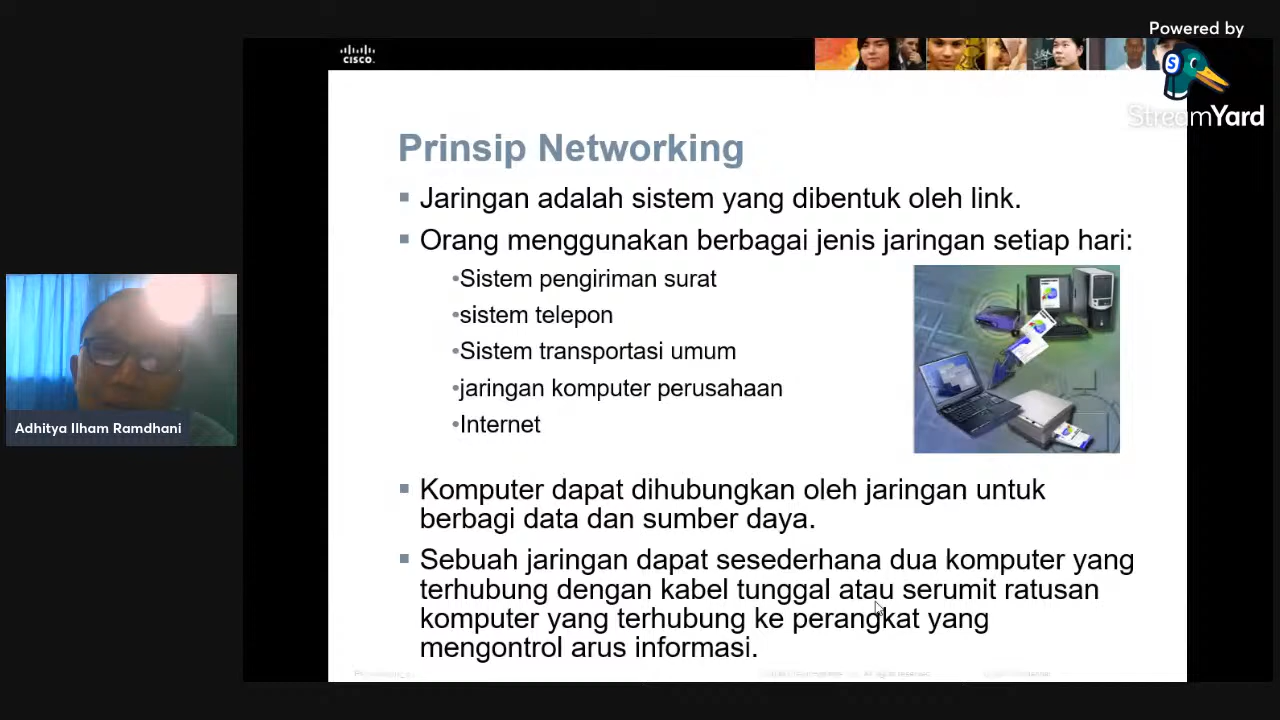 Powered by
StreamYard
CISCO.
Prinsip Networking
Jaringan adalah sistem yang dibentuk oleh link.
Orang menggunakan berbagai jenis jaringan setiap hari:
•Sistem pengiriman surat
•sistem telepon
•Sistem transportasi umum
•jaringan komputer perusahaan
•Internet
Komputer dapat dihubungkan oleh jaringan untuk
berbagi data dan sumber daya.
Sebuah jaringan dapat sesederhana dua komputer yang
terhubung dengan kabel tunggal atau serumit ratusan
komputer yang terhubung ke perangkat yang
mengontrol arus informasi.
Adhitya Ilham Ramdhani